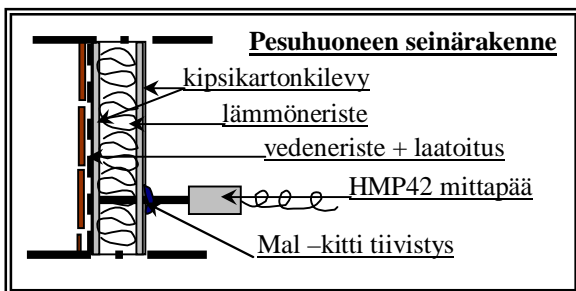 Pesuhuoneen seinärakenne
kipsikartonkilevy
lämmöneriste
vedeneriste + laatoitus
HMP42 mittapää
Mal –kitti tiivistys